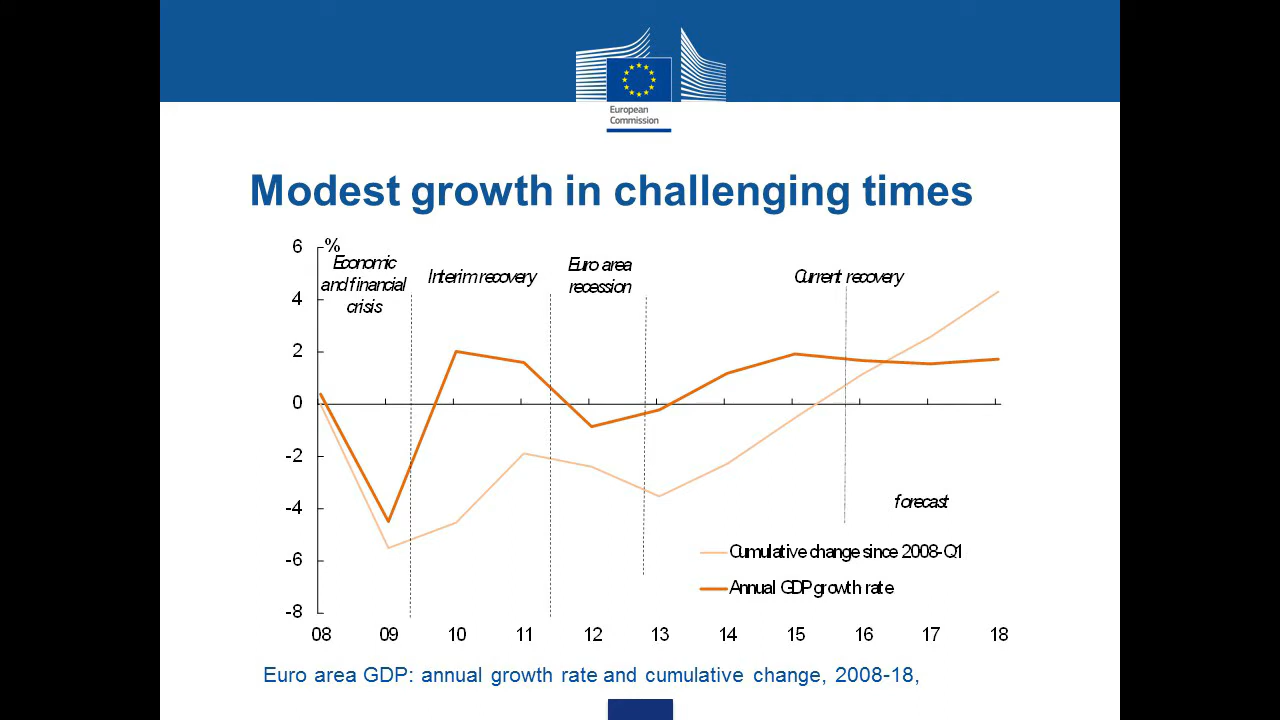 European
Commission
Modest growth in challenging times
6
%
Economic
and financial
crisis
Interim recovery
Euro area
recession
Current recovery
4
2
0
-2
-4
-6
-8
forecast
Cumulative change since 2008-Q1
Annual GDP growth rate
08 09 10 11 12 13 14 15 16 17 18
Euro area GDP: annual growth rate and cumulative change, 2008-18,